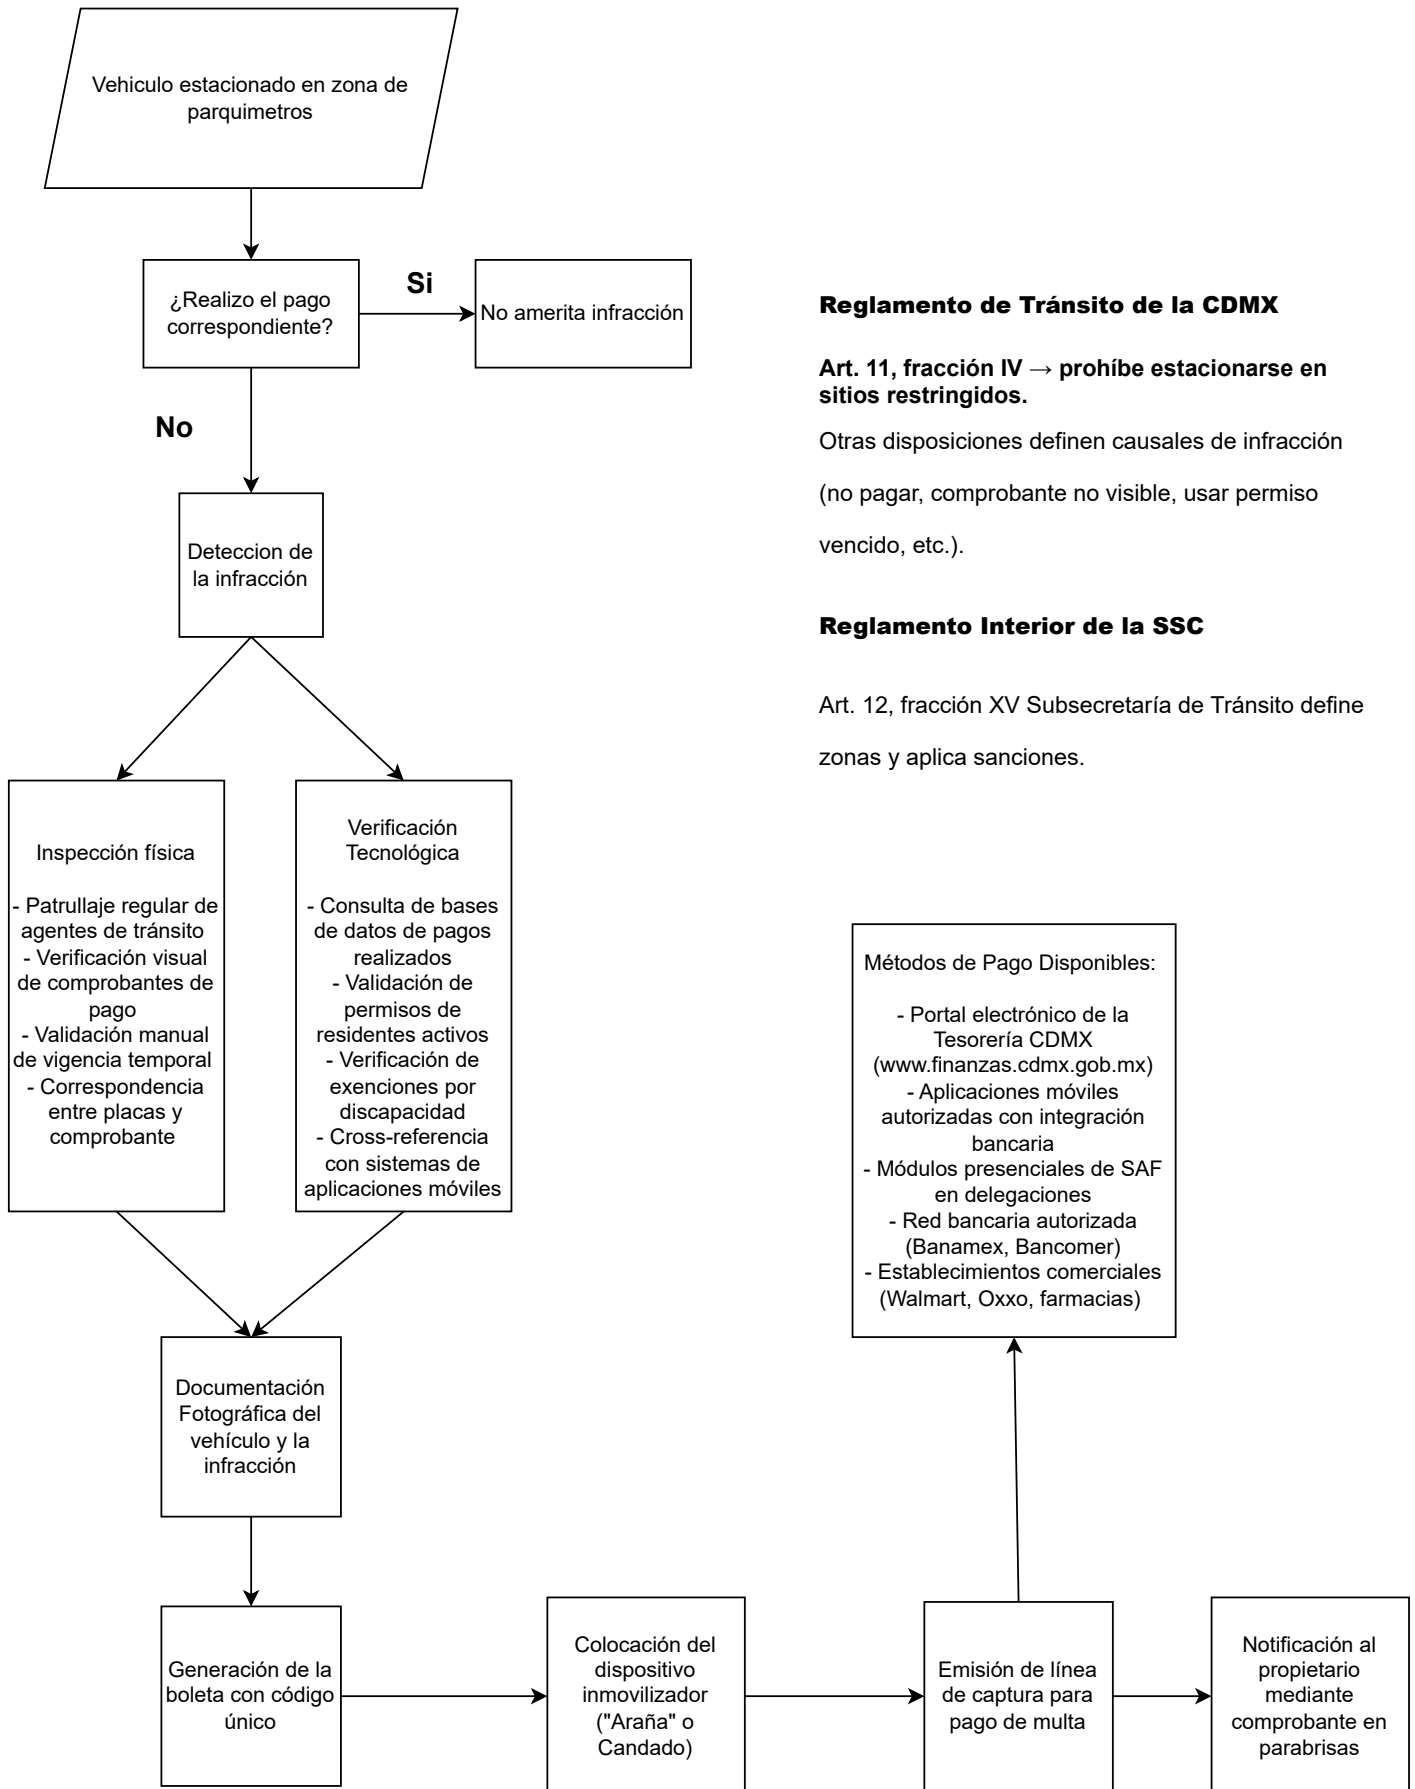 Vehiculo estacionado en zona de
parquimetros
¿Realizo el pago
correspondiente?
Si
No amerita infracción
No
Deteccion de
la infracción
Reglamento de Tránsito de la CDMX
Art. 11, fracción IV → prohíbe estacionarse en
sitios restringidos.
Otras disposiciones definen causales de infracción
(no pagar, comprobante no visible, usar permiso
vencido, etc.).
Reglamento Interior de la SSC
Art. 12, fracción XV Subsecretaría de Tránsito define
zonas y aplica sanciones.
Inspección física
- Patrullaje regular de
agentes de tránsito
- Verificación visual
de comprobantes de
pago
- Validación manual
de vigencia temporal
- Correspondencia
entre placas y
comprobante
Verificación
Tecnológica
- Consulta de bases
de datos de pagos
realizados
- Validación de
permisos de
residentes activos
- Verificación de
exenciones por
discapacidad
- Cross-referencia
con sistemas de
aplicaciones móviles
Métodos de Pago Disponibles:
- Portal electrónico de la
Tesorería CDMX
(www.finanzas.cdmx.gob.mx)
- Aplicaciones móviles
autorizadas con integración
bancaria
- Módulos presenciales de SAF
en delegaciones
- Red bancaria autorizada
(Banamex, Bancomer)
- Establecimientos comerciales
(Walmart, Oxxo, farmacias)
Documentación
Fotográfica del
vehículo y la
infracción
Generación de la
boleta con código
único
Colocación del
dispositivo
inmovilizador
("Araña" o
Candado)
Emisión de línea
de captura para
pago de multa
Notificación al
propietario
mediante
comprobante en
parabrisas